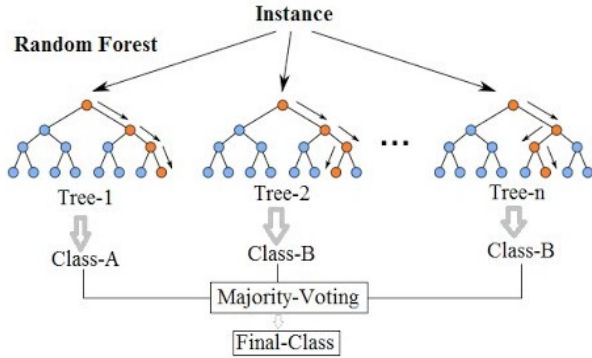 Instance
Random Forest
...
Tree-1
Tree-2
Tree-n
Class-A
Class-B
Class-B
Majority-Voting
Final-Class